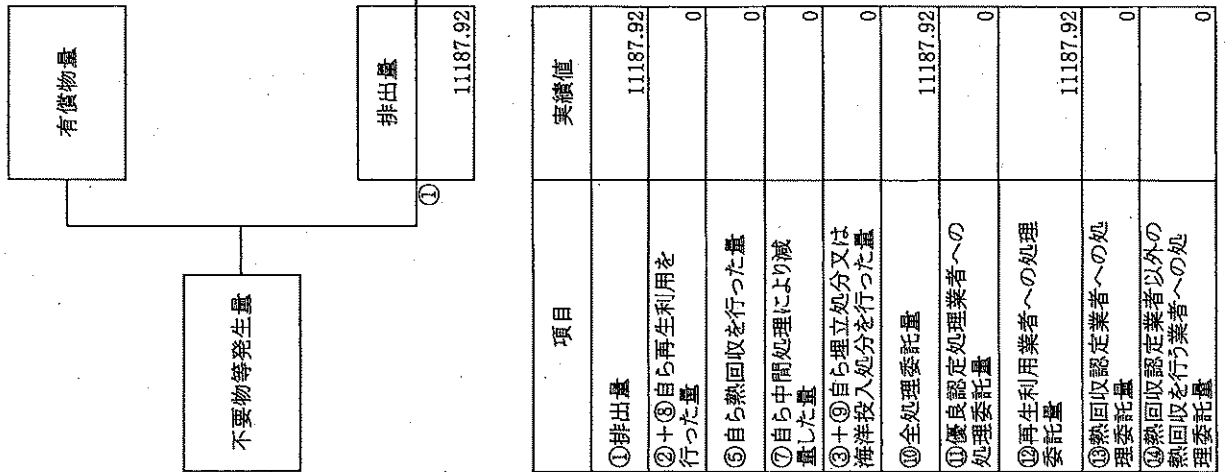 有償物量
不要物等発生量
排出量
①
11187.92
項目
実績値
①排出量
11187.92
②+⑧自ら再生利用を
行った量
0
⑤自ら熱回収を行った量
0
⑦自ら中間処理により減
量した量
0
③+⑨自ら埋立処分又は
海洋投入処分を行った量
0
⑩全処理委託量
11187.92
⑪優良認定処理業者への
処理委託量
0
⑫再生利用業者への処理
委託量
11187.92
⑬熱回収認定業者への処
理委託量
0
⑭熱回収認定業者以外の
熱回収を行う業者への処
理委託量
0